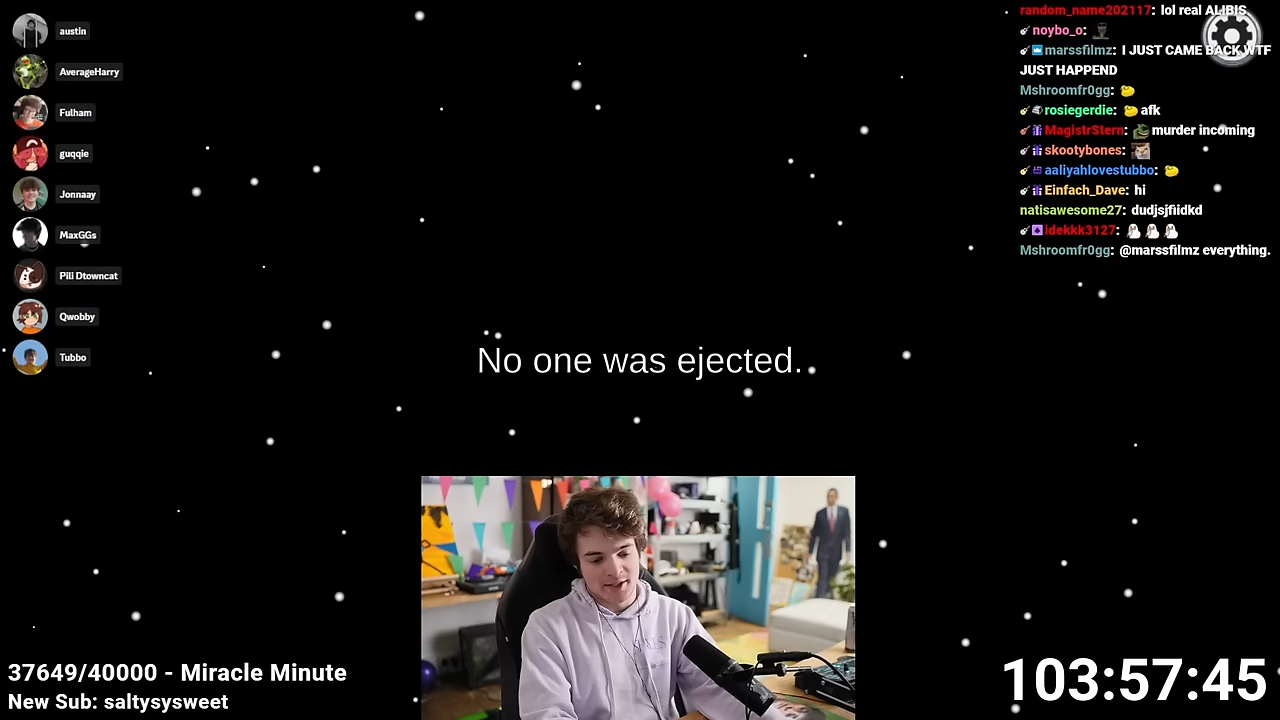 austin
AverageHarry
Fulham
guqqie
Jonnaay
MaxGGs
Pili Dtowncat
Qwobby
Tubbo
random_name202117: lol real ALIBIS
noybo_o:
marssfilmz: I JUST CAME BACK WTF
JUST HAPPEND
Mshroomfr0gg:
rosiegerdie: afk
MagistrStern: murder incoming
skootybones:
aaliyahlovestubbo:
Einfach_Dave: hi
natisawesome27: dudjsjfiidkd
idekkk3127:
Mshroomfr0gg: @marssfilmz everything.
No one was ejected.
37649/40000 - Miracle Minute
New Sub: saltysysweet
103:57:45